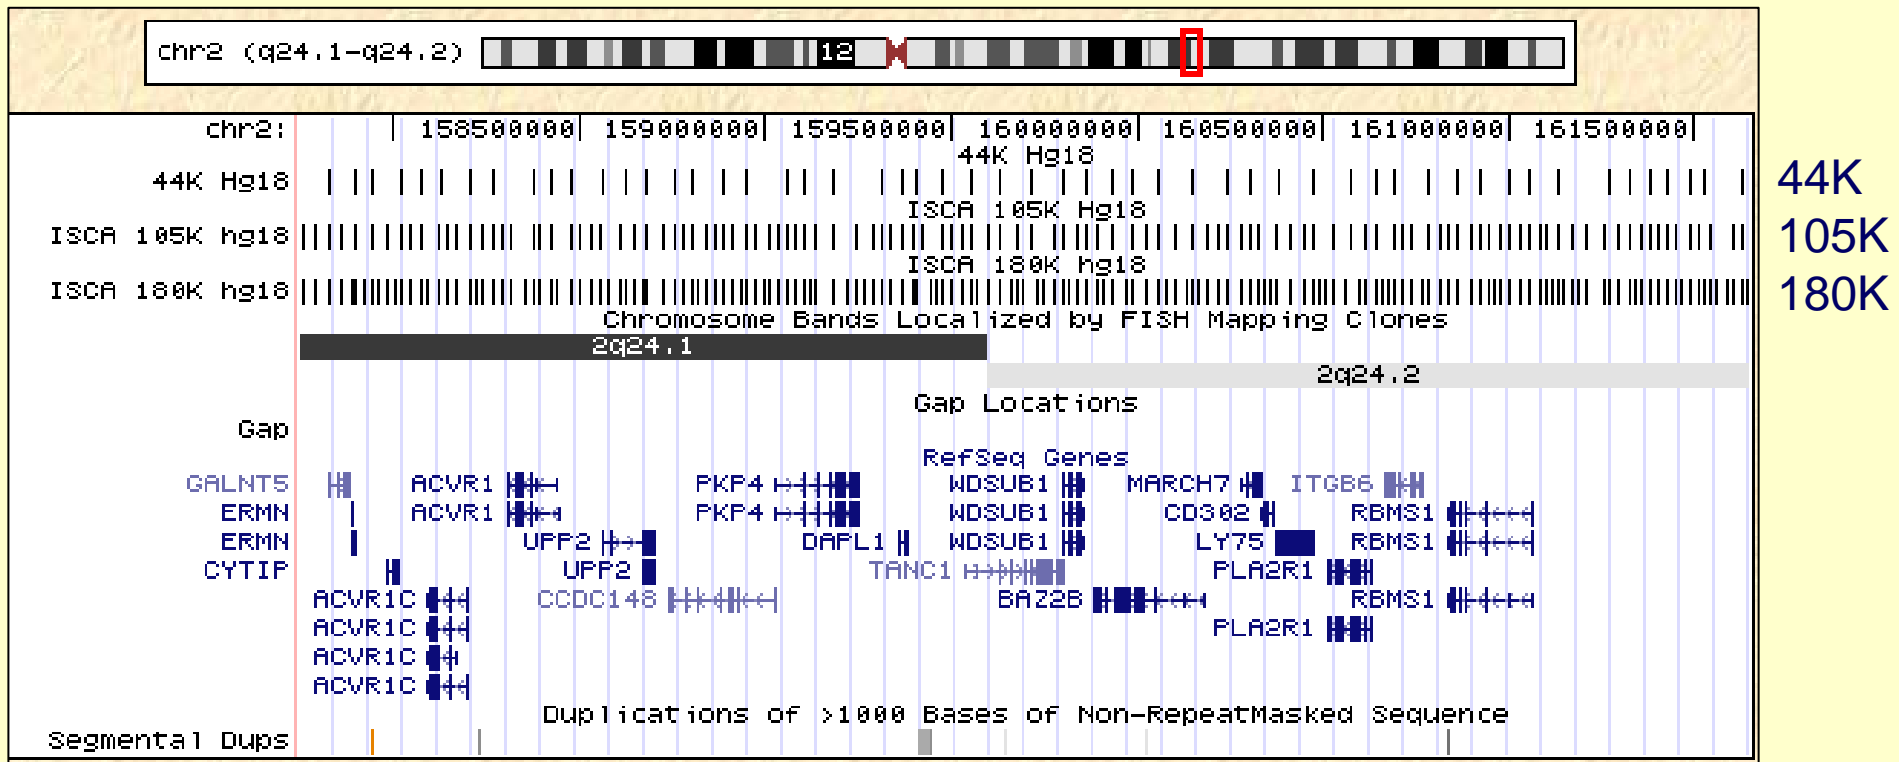 chr2 (q24.1-q24.2) 12
chr2: 158500000 159000000 159500000 160000000 160500000 161000000 161500000
44K Hg18
44K Hg18 44K
ISCA 105K Hg18
ISCA 105K hg18 105K
ISCA 180K hg18
ISCA 180K hg18 180K
Chromosome Bands Localized by FISH Mapping Clones
2q24.1
2q24.2
Gap Locations
Gap
RefSeq Genes
GALNT5 ACVR1 PKP4 WDSUB1 MARCH7 ITGB6
ERMN ACVR1 PKP4 WDSUB1 CD302 RBMS1
ERMN UPP2 DAPL1 WDSUB1 LY75 RBMS1
CYTIP UPP2 TANC1 PLA2R1
ACVR1C CCDC148 BAZ2B RBMS1
ACVR1C PLA2R1
ACVR1C
ACVR1C
Duplications of >1000 Bases of Non-RepeatMasked Sequence
Segmental Dups